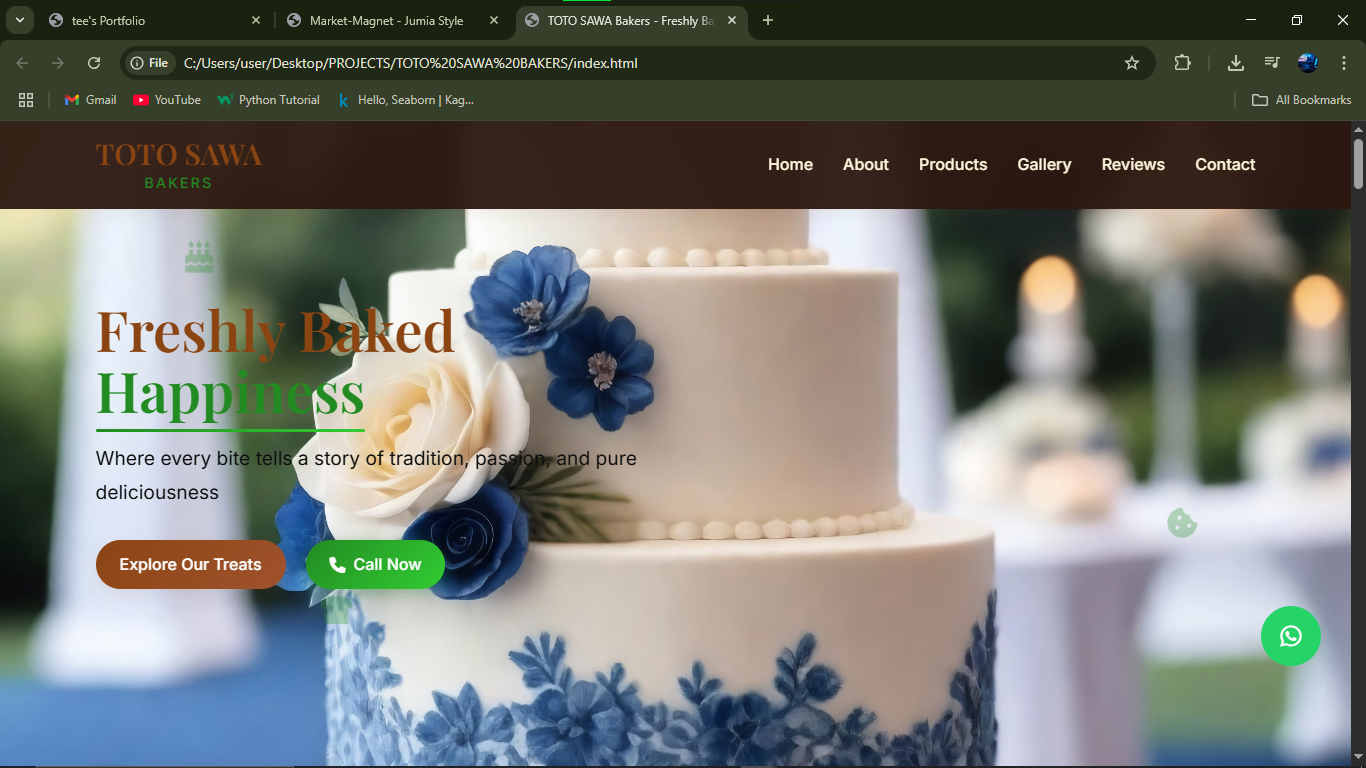 tee's Portfolio
Market-Magnet - Jumia Style
TOTO SAWA Bakers - Freshly Ba
File
C:/Users/user/Desktop/PROJECTS/TOTO%20SAWA%20BAKERS/index.html
Gmail
YouTube
Python Tutorial
Hello, Seaborn | Kag...
All Bookmarks
TOTO SAWA
BAKERS
Home
About
Products
Gallery
Reviews
Contact
Freshly Baked
Happiness
Where every bite tells a story of tradition, passion, and pure
deliciousness
Explore Our Treats
Call Now